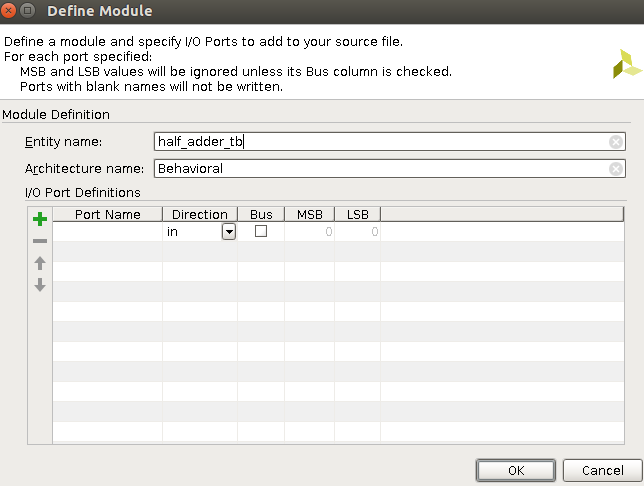 Define Module
Define a module and specify I/O Ports to add to your source file.
For each port specified:
MSB and LSB values will be ignored unless its Bus column is checked.
Ports with blank names will not be written.
Module Definition
Entity name: half_adder_tb
Architecture name: Behavioral
I/O Port Definitions
Port Name Direction Bus MSB LSB
in 0 0
OK Cancel